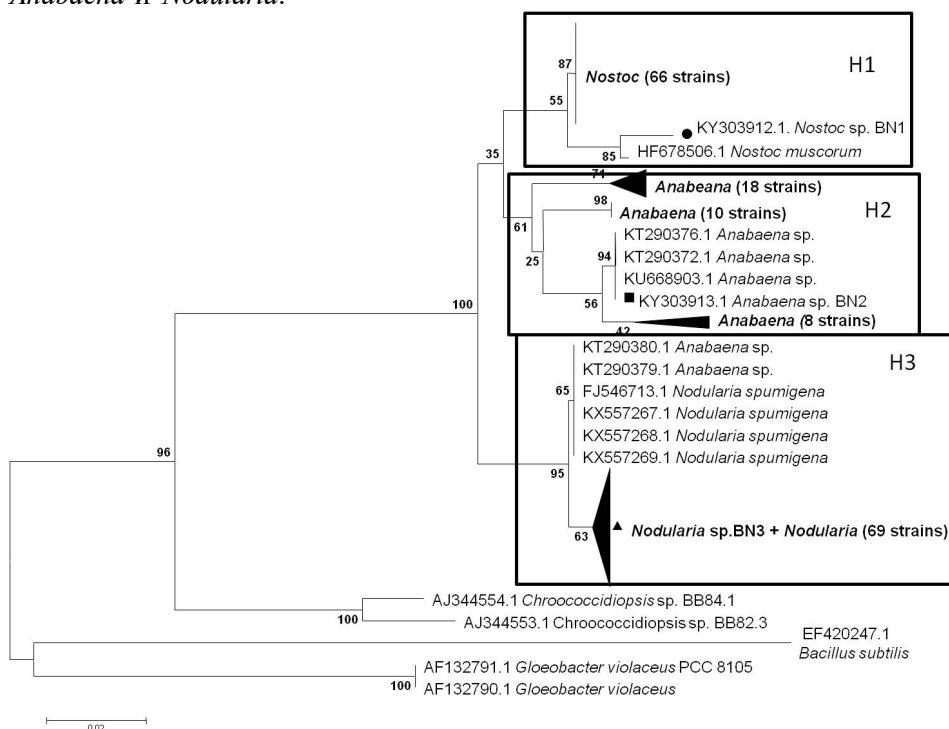 Anabaena и Nodularia.
H1
87
Nostoc (66 strains)
55
KY303912.1. Nostoc sp. BN1
35
85
HF678506.1 Nostoc muscorum
71
Anabeana (18 strains)
H2
98
Anabaena (10 strains)
61
KT290376.1 Anabaena sp.
25
94
KT290372.1 Anabaena sp.
KU668903.1 Anabaena sp.
56
KY303913.1 Anabaena sp. BN2
100
Anabaena (8 strains)
42
KT290380.1 Anabaena sp.
H3
KT290379.1 Anabaena sp.
65
FJ546713.1 Nodularia spumigena
KX557267.1 Nodularia spumigena
KX557268.1 Nodularia spumigena
96
KX557269.1 Nodularia spumigena
95
63
Nodularia sp.BN3 + Nodularia (69 strains)
AJ344554.1 Chroococcidiopsis sp. BB84.1
100
AJ344553.1 Chroococcidiopsis sp. BB82.3
EF420247.1
Bacillus subtilis
AF132791.1 Gloeobacter violaceus PCC 8105
100
AF132790.1 Gloeobacter violaceus
0.02